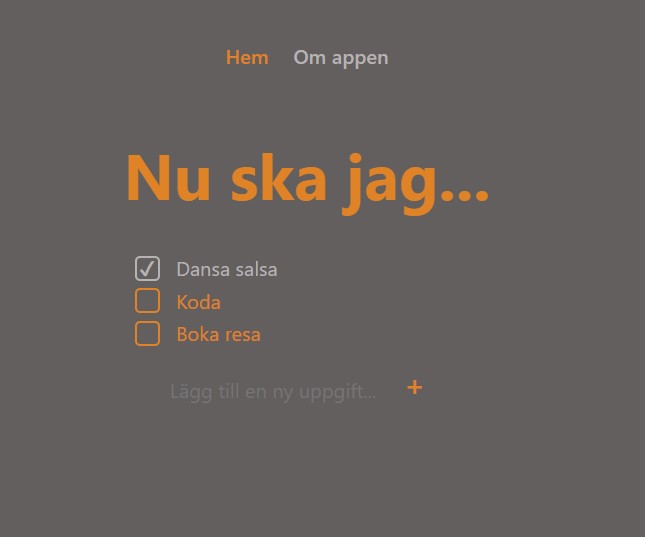 Hem Om appen
Nu ska jag...
Dansa salsa
Koda
Boka resa
Lägg till en ny uppgift... +